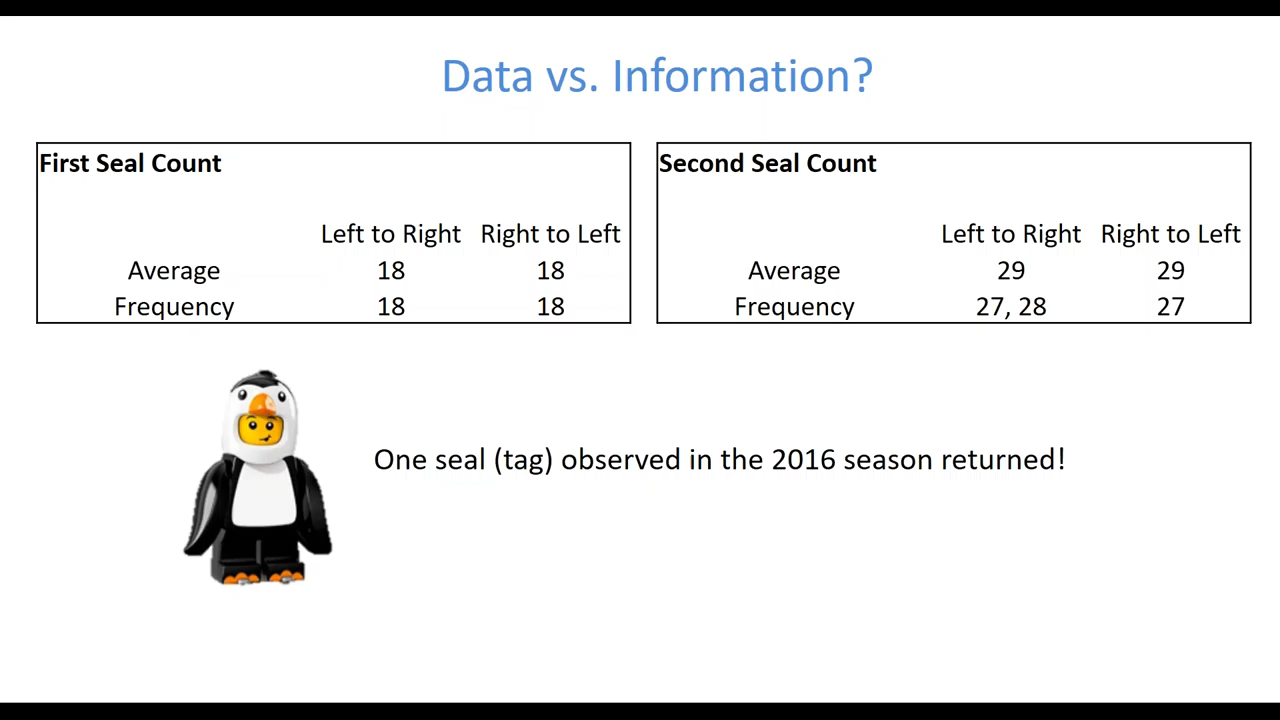 Data vs. Information?
First Seal Count
Left to Right Right to Left
Average 18 18
Frequency 18 18
Second Seal Count
Left to Right Right to Left
Average 29 29
Frequency 27, 28 27
One seal (tag) observed in the 2016 season returned!